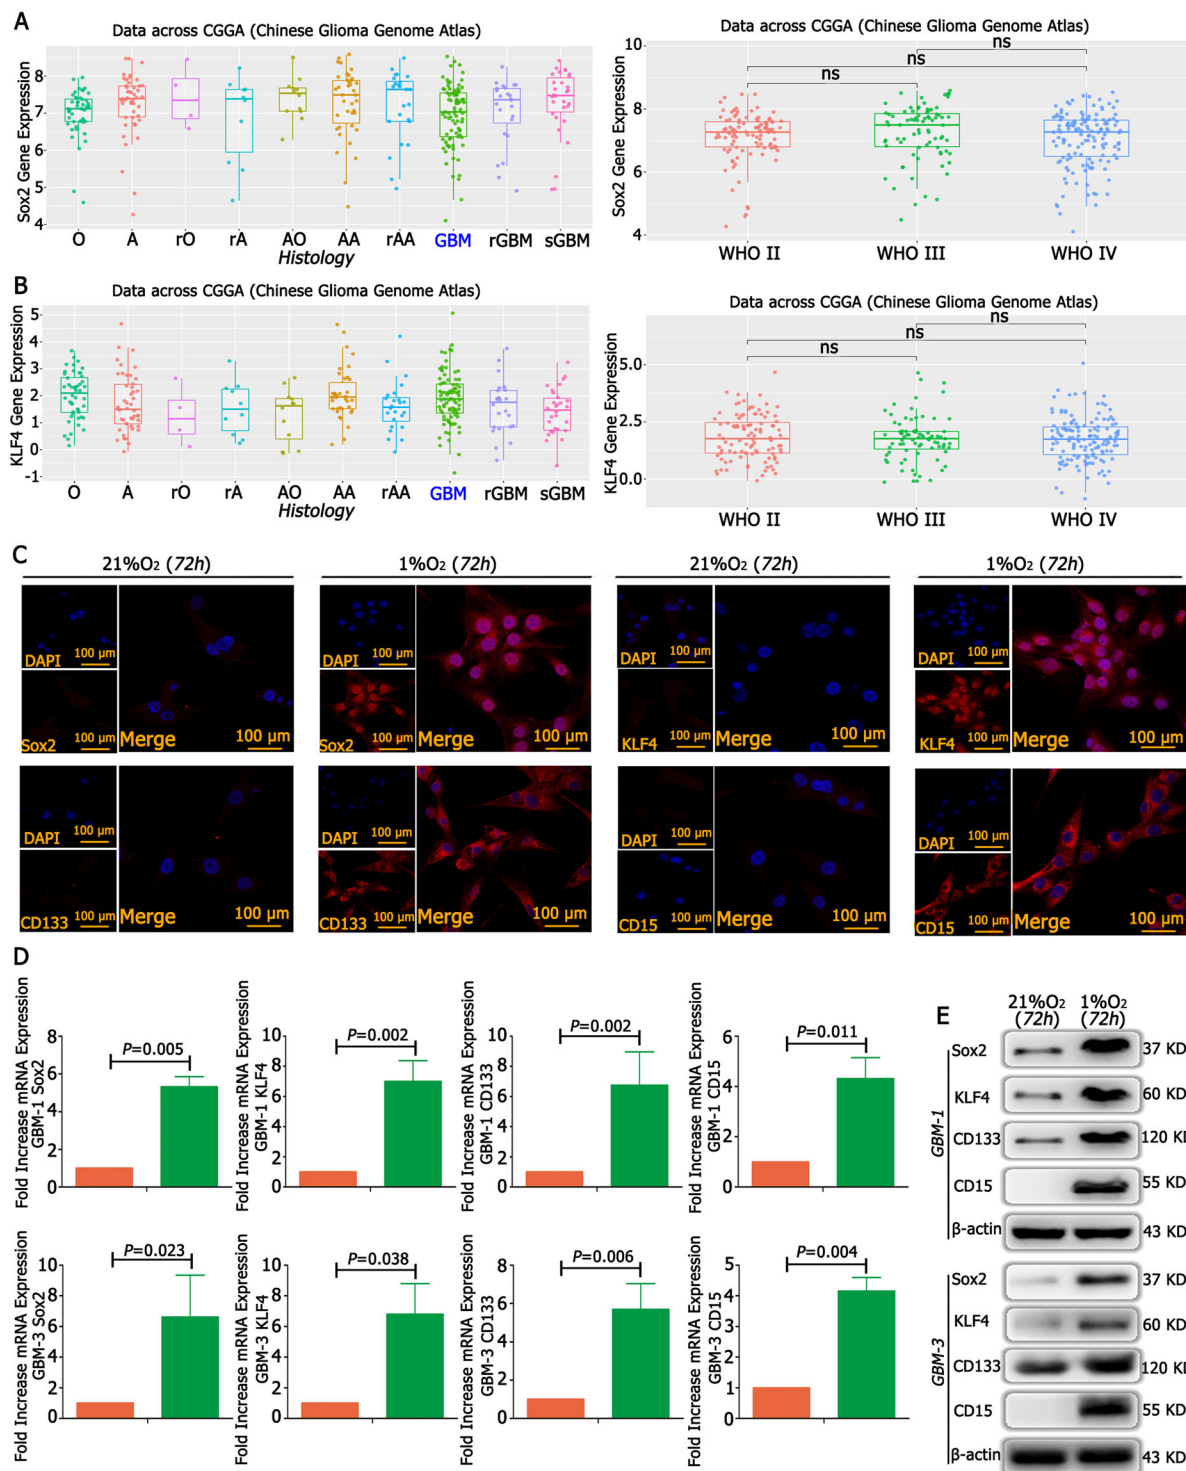 A
Data across CGGA (Chinese Glioma Genome Atlas)
Sox2 Gene Expression
8
7
6
5
4
O A rO rA AO AA rAA GBM rGBM sGBM
Histology
Data across CGGA (Chinese Glioma Genome Atlas)
Sox2 Gene Expression
10
8
6
4
ns
ns
ns
WHO II WHO III WHO IV
B
Data across CGGA (Chinese Glioma Genome Atlas)
KLF4 Gene Expression
5
4
3
2
1
0
-1
O A rO rA AO AA rAA GBM rGBM sGBM
Histology
Data across CGGA (Chinese Glioma Genome Atlas)
KLF4 Gene Expression
5.0
2.5
0.0
ns
ns
ns
WHO II WHO III WHO IV
C
21%O₂ (72h) 1%O₂ (72h) 21%O₂ (72h) 1%O₂ (72h)
DAPI 100 μm
Sox2 100 μm
Merge 100 μm
DAPI 100 μm
Sox2 100 μm
Merge 100 μm
DAPI 100 μm
KLF4 100 μm
Merge 100 μm
DAPI 100 μm
KLF4 100 μm
Merge 100 μm
DAPI 100 μm
CD133 100 μm
Merge 100 μm
DAPI 100 μm
CD133 100 μm
Merge 100 μm
DAPI 100 μm
CD15 100 μm
Merge 100 μm
DAPI 100 μm
CD15 100 μm
Merge 100 μm
D
Fold Increase mRNA Expression
GBM-1 Sox2
8
6
4
2
0
P=0.005
Fold Increase mRNA Expression
GBM-1 KLF4
10
8
6
4
2
0
P=0.002
Fold Increase mRNA Expression
GBM-1 CD133
10
8
6
4
2
0
P=0.002
Fold Increase mRNA Expression
GBM-1 CD15
6
4
2
0
P=0.011
Fold Increase mRNA Expression
GBM-3 Sox2
10
8
6
4
2
0
P=0.023
Fold Increase mRNA Expression
GBM-3 KLF4
10
8
6
4
2
0
P=0.038
Fold Increase mRNA Expression
GBM-3 CD133
8
6
4
2
0
P=0.006
Fold Increase mRNA Expression
GBM-3 CD15
5
4
3
2
1
0
P=0.004
E
21%O₂ 1%O₂
(72h) (72h)
GBM-1
Sox2 37 KD
KLF4 60 KD
CD133 120 KD
CD15 55 KD
β-actin 43 KD
GBM-3
Sox2 37 KD
KLF4 60 KD
CD133 120 KD
CD15 55 KD
β-actin 43 KD